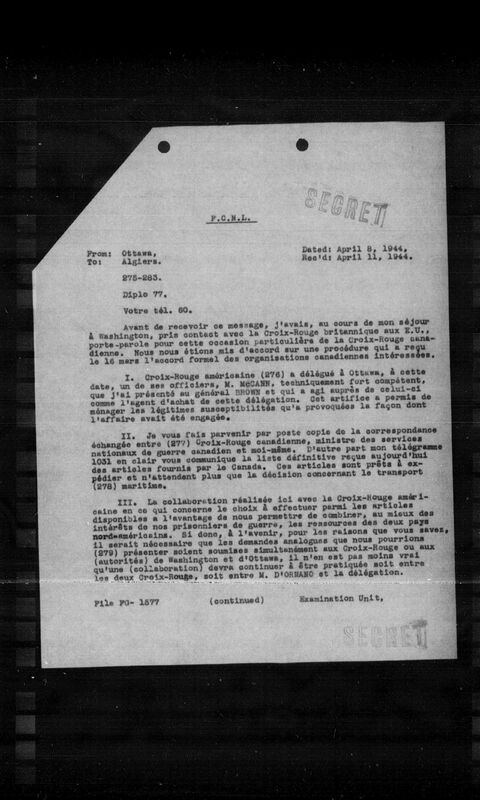 SECRET
F.C.N.L.
From: Ottawa,
To: Algiers.
Dated: April 8, 1944.
Rec'd: April 11, 1944.
275-283.
Diplo 77.
Votre tél. 60.
Avant de recevoir ce message, j'avais, au cours de mon séjour
à Washington, pris contact avec la Croix-Rouge britannique aux E.U.,
porte-parole pour cette occasion particulière de la Croix-Rouge cana-
dienne. Nous nous étions mis d'accord sur une procédure qui a reçu
le 16 mars l'accord formel des organisations canadiennes intéressées.
I. Croix-Rouge américaine (276) a délégué à Ottawa, à cette
date, un de ses officiers, M. McCANN, techniquement fort compétent,
que j'ai présenté au général BROWN et qui a agi auprès de celui-ci
comme l'agent d'achat de cette délégation. Cet artifice a permis de
ménager les légitimes susceptibilités qu'a provoquées la façon dont
l'affaire avait été engagée.
II. Je vous fais parvenir par poste copie de la correspondance
échangée entre (277) Croix-Rouge canadienne, ministre des services
nationaux de guerre canadien et moi-même. D'autre part mon télégramme
1031 en clair vous communique la liste définitive reçue aujourd'hui
des articles fournis par le Canada. Ces articles sont prêts à ex-
pédier et n'attendent plus que la décision concernant le transport
(278) maritime.
III. La collaboration réalisée ici avec la Croix-Rouge améri-
caine en ce qui concerne le choix à effectuer parmi les articles
disponibles a l'avantage de nous permettre de combiner, au mieux des
intérêts de nos prisonniers de guerre, les ressources des deux pays
nord-américains. Si donc, à l'avenir, pour les raisons que vous savez,
il serait nécessaire que les demandes analogues que nous pourrions
(279) présenter soient soumises simultanément aux Croix-Rouge ou aux
(autorités) de Washington et d'Ottawa, il n'en est pas moins vrai
qu'une (collaboration) devra continuer à être pratiquée soit entre
les deux Croix-Rouge, soit entre M. D'ORNANO et la délégation.
File FG- 1577
(continued)
Examination Unit,
SECRET